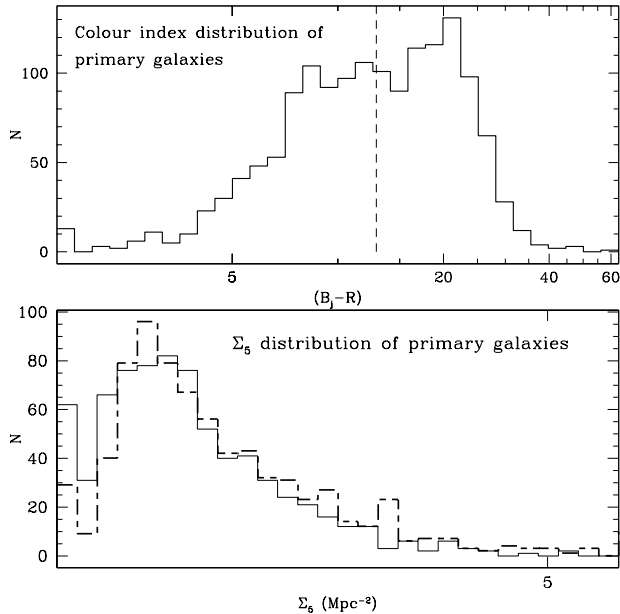 Colour index distribution of
primary galaxies
100
50
0
N
5
20
40
60
(Bj−R)
Σ5 distribution of primary galaxies
100
80
60
40
20
0
N
5
Σ5 (Mpc−2)